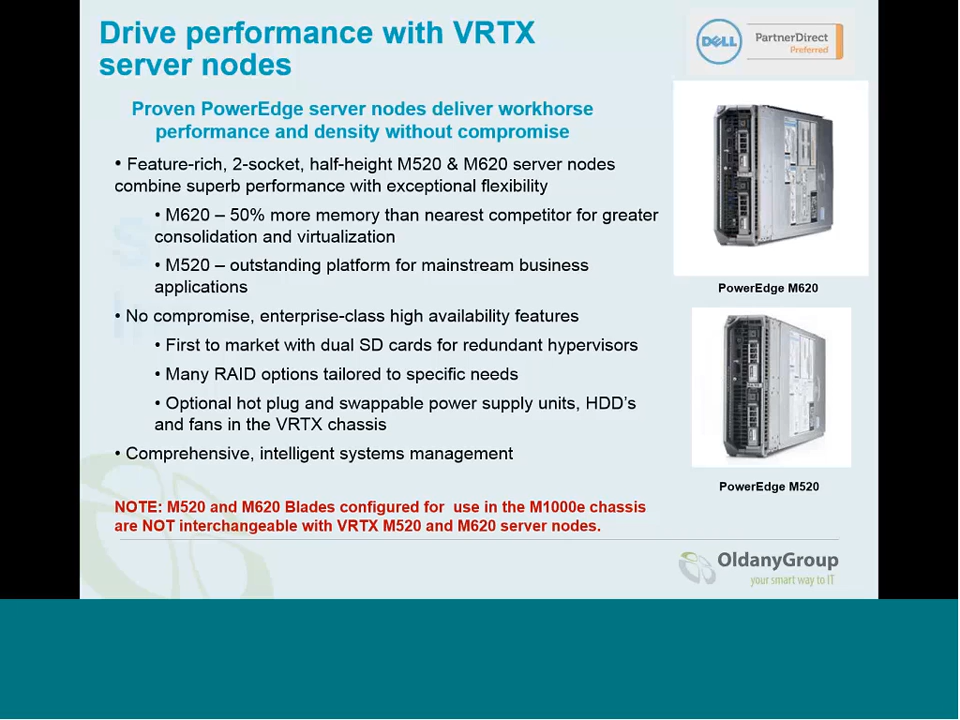 Drive performance with VRTX
server nodes
DELL
PartnerDirect
Preferred
Proven PowerEdge server nodes deliver workhorse
performance and density without compromise
• Feature-rich, 2-socket, half-height M520 & M620 server nodes
combine superb performance with exceptional flexibility
• M620 – 50% more memory than nearest competitor for greater
consolidation and virtualization
• M520 – outstanding platform for mainstream business
applications
PowerEdge M620
• No compromise, enterprise-class high availability features
• First to market with dual SD cards for redundant hypervisors
• Many RAID options tailored to specific needs
• Optional hot plug and swappable power supply units, HDD's
and fans in the VRTX chassis
• Comprehensive, intelligent systems management
PowerEdge M520
NOTE: M520 and M620 Blades configured for use in the M1000e chassis
are NOT interchangeable with VRTX M520 and M620 server nodes.
OldanyGroup
your smart way to IT